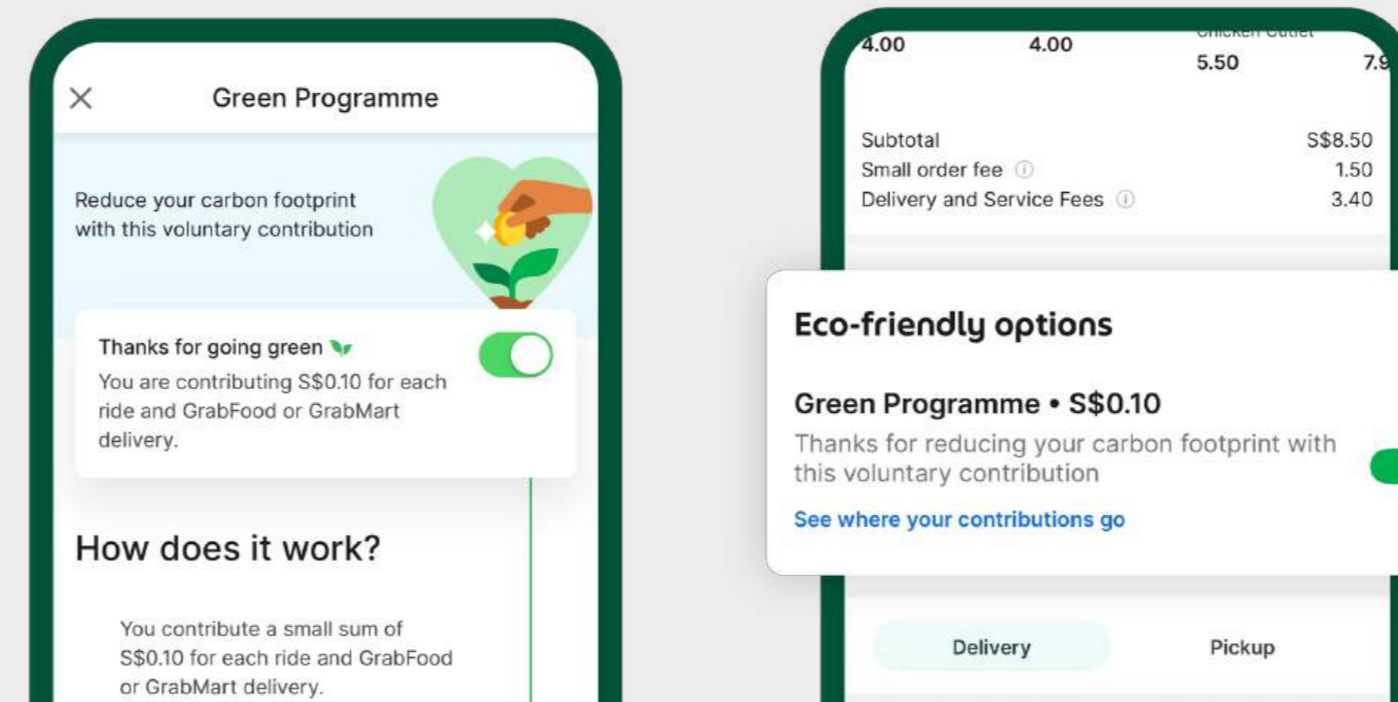 Green Programme
Reduce your carbon footprint
with this voluntary contribution
Thanks for going green
You are contributing S$0.10 for each
ride and GrabFood or GrabMart
delivery.
How does it work?
You contribute a small sum of
S$0.10 for each ride and GrabFood
or GrabMart delivery.
4.00 4.00
5.50
Subtotal S$8.50
Small order fee 1.50
Delivery and Service Fees 3.40
Eco-friendly options
Green Programme • S$0.10
Thanks for reducing your carbon footprint with
this voluntary contribution
See where your contributions go
Delivery Pickup